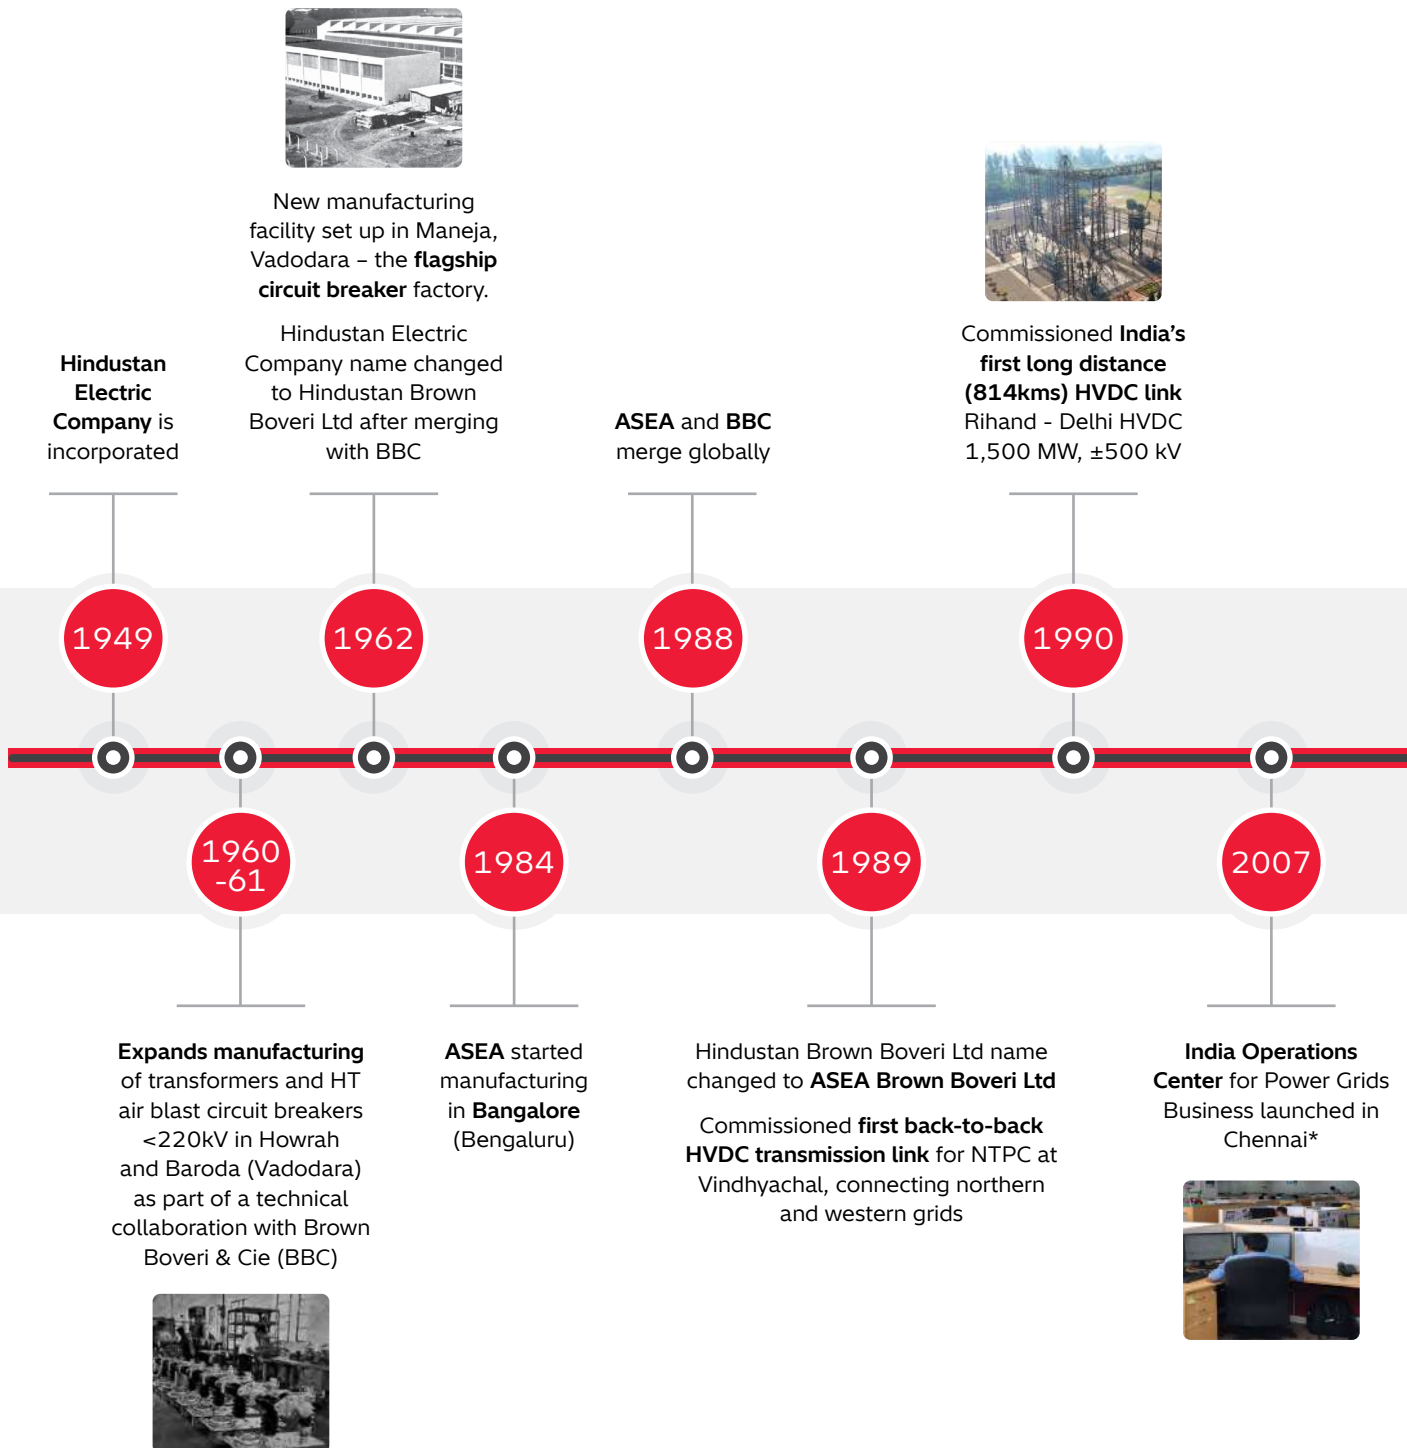 New manufacturing
facility set up in Maneja,
Vadodara – the flagship
circuit breaker factory.
Hindustan Electric
Company name changed
to Hindustan Brown
Boveri Ltd after merging
with BBC
Hindustan
Electric
Company is
incorporated
ASEA and BBC
merge globally
Commissioned India’s
first long distance
(814kms) HVDC link
Rihand - Delhi HVDC
1,500 MW, ±500 kV
1949
1962
1988
1990
1960
-61
1984
1989
2007
Expands manufacturing
of transformers and HT
air blast circuit breakers
<220kV in Howrah
and Baroda (Vadodara)
as part of a technical
collaboration with Brown
Boveri & Cie (BBC)
ASEA started
manufacturing
in Bangalore
(Bengaluru)
Hindustan Brown Boveri Ltd name
changed to ASEA Brown Boveri Ltd
Commissioned first back-to-back
HVDC transmission link for NTPC at
Vindhyachal, connecting northern
and western grids
India Operations
Center for Power Grids
Business launched in
Chennai*